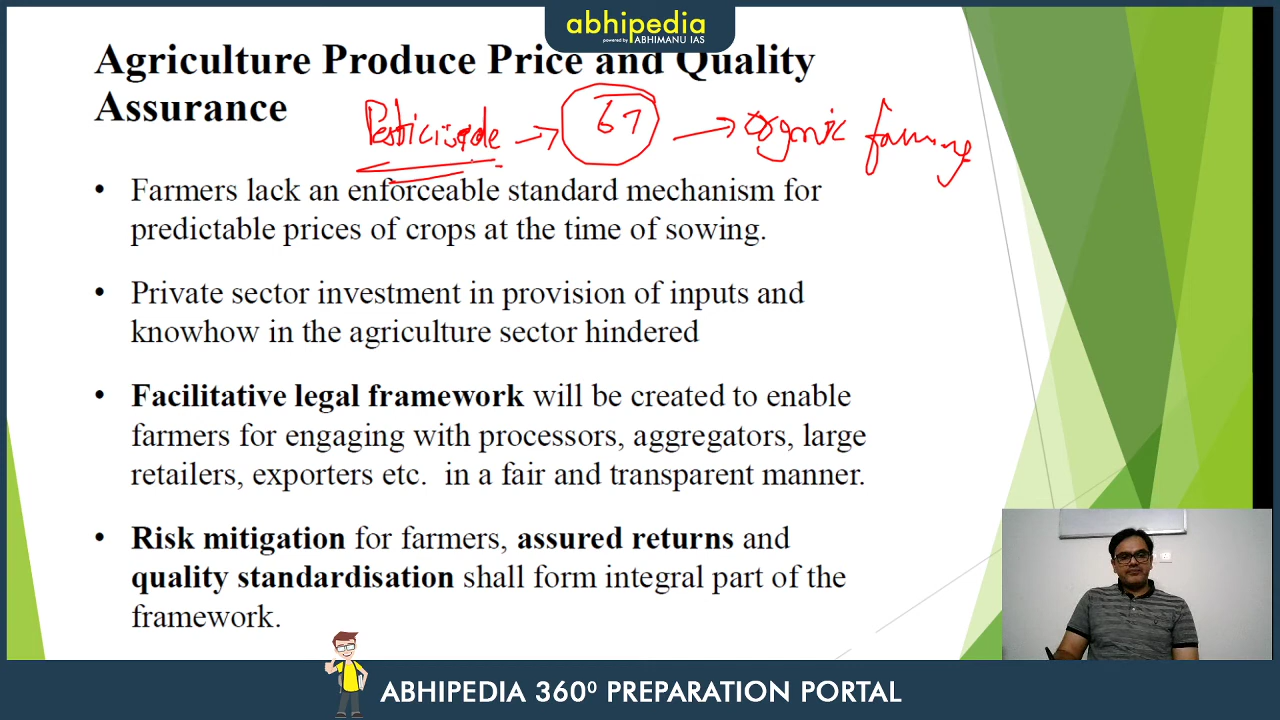 abhipedia
powered by ABHIMANU IAS
Agriculture Produce Price and Quality
Assurance
Pesticide → 67 → organic farming
• Farmers lack an enforceable standard mechanism for
predictable prices of crops at the time of sowing.
• Private sector investment in provision of inputs and
knowhow in the agriculture sector hindered
• Facilitative legal framework will be created to enable
farmers for engaging with processors, aggregators, large
retailers, exporters etc. in a fair and transparent manner.
• Risk mitigation for farmers, assured returns and
quality standardisation shall form integral part of the
framework.
ABHIPEDIA 360⁰ PREPARATION PORTAL